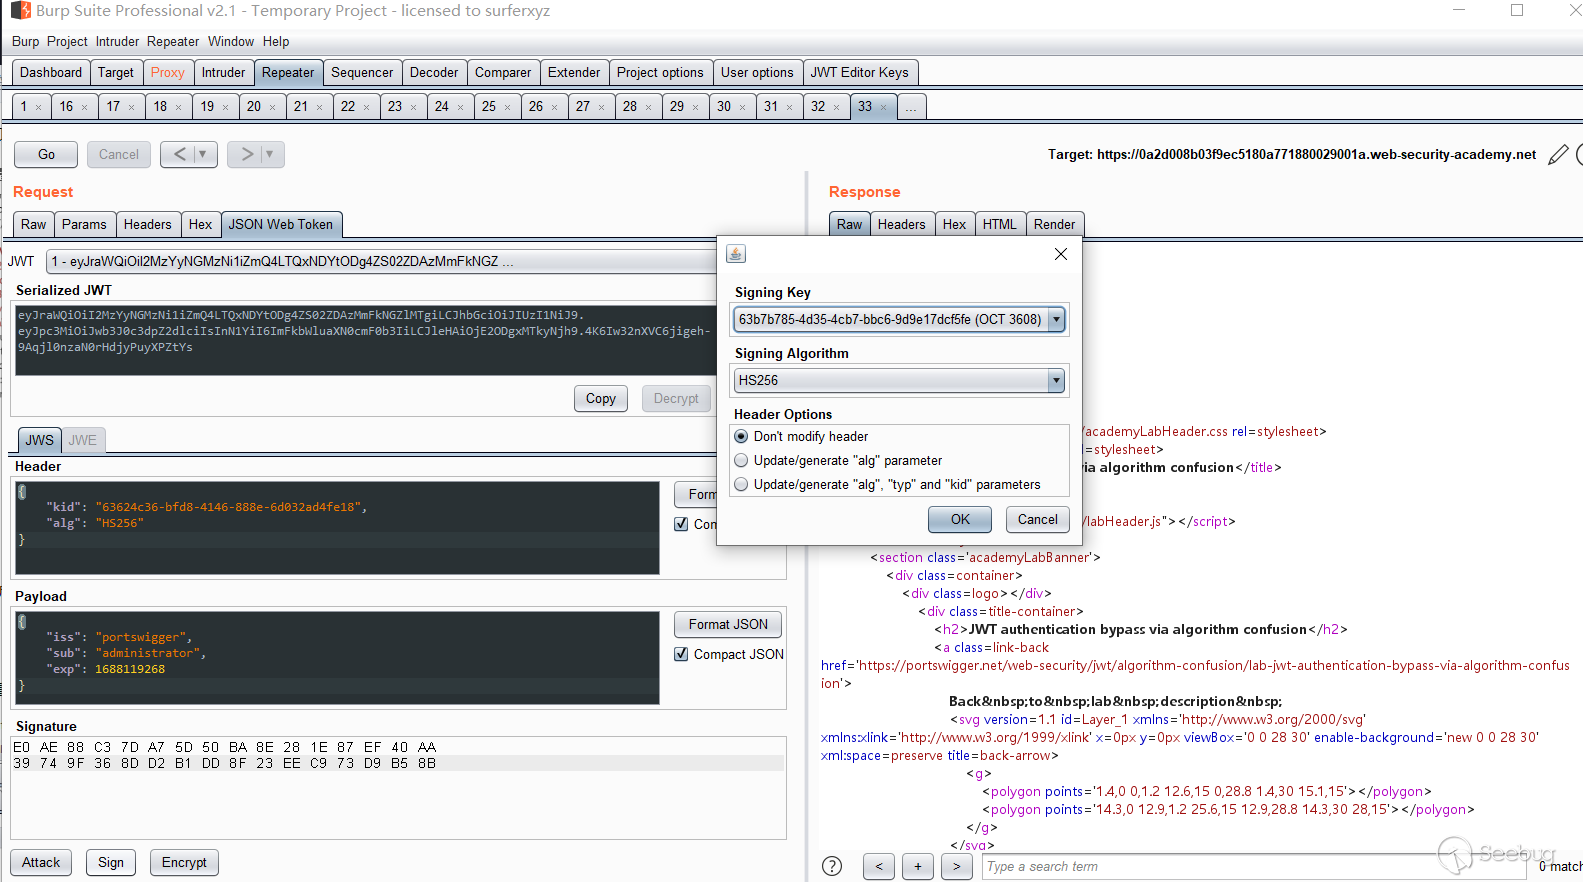 Burp Suite Professional v2.1 - Temporary Project - licensed to surferxyz
Burp Project Intruder Repeater Window Help
Dashboard Target Proxy Intruder Repeater Sequencer Decoder Comparer Extender Project options User options JWT Editor Keys
1 × 16 × 17 × 18 × 19 × 20 × 21 × 22 × 23 × 24 × 25 × 26 × 27 × 28 × 29 × 30 × 31 × 32 × 33 × ...
Go Cancel < > Target: https://0a2d008b03f9ec5180a771880029001a.web-security-academy.net
Request
Raw Params Headers Hex JSON Web Token
JWT 1 - eyJraWQiOiI2MzYyNGMzNi1iZmQ4LTQxNDYtODg4ZS02ZDAzMmFkNGZ ...
Serialized JWT
eyJraWQiOiI2MzYyNGMzNi1iZmQ4LTQxNDYtODg4ZS02ZDAzMmFkNGZlMTgiLCJhbGciOiJIUzI1NiJ9.
eyJpc3MiOiJwb3J0c3dpZ2dlciIsInN1YiI6ImFkbWluaXN0cmF0b3IiLCJleHAiOjE2ODgxMTkyNjh9.4K6Iw32nXVC6jigeh-
9Aqjl0nzaN0rHdjyPuyXPZtYs
Copy Decrypt
JWS JWE
Header
{
"kid": "63624c36-bfd8-4146-888e-6d032ad4fe18",
"alg": "HS256"
}
Form
Com
Payload
{
"iss": "portswigger",
"sub": "administrator",
"exp": 1688119268
}
Format JSON
Compact JSON
Signature
E0 AE 88 C3 7D A7 5D 50 BA 8E 28 1E 87 EF 40 AA
39 74 9F 36 8D D2 B1 DD 8F 23 EE C9 73 D9 B5 8B
Attack Sign Encrypt
Response
Raw Headers Hex HTML Render
Signing Key
63b7b785-4d35-4cb7-bbc6-9d9e17dcf5fe (OCT 3608)
Signing Algorithm
HS256
Header Options
Don't modify header
Update/generate "alg" parameter
Update/generate "alg", "typ" and "kid" parameters
OK Cancel
/academyLabHeader.css rel=stylesheet>
l=stylesheet>
via algorithm confusion</title>
/labHeader.js"></script>
<section class='academyLabBanner'>
<div class=container>
<div class=logo></div>
<div class=title-container>
<h2>JWT authentication bypass via algorithm confusion</h2>
<a class=link-back
href='https://portswigger.net/web-security/jwt/algorithm-confusion/lab-jwt-authentication-bypass-via-algorithm-confus
ion'>
Back&nbsp;to&nbsp;lab&nbsp;description&nbsp;
<svg version=1.1 id=Layer_1 xmlns='http://www.w3.org/2000/svg'
xmlns:xlink='http://www.w3.org/1999/xlink' x=0px y=0px viewBox='0 0 28 30' enable-background='new 0 0 28 30'
xml:space=preserve title=back-arrow>
<g>
<polygon points='1.4,0 0,1.2 12.6,15 0,28.8 1.4,30 15.1,15'></polygon>
<polygon points='14.3,0 12.9,1.2 25.6,15 12.9,28.8 14.3,30 28,15'></polygon>
</g>
</svg>
? < + > Type a search term 0 match
Seebug